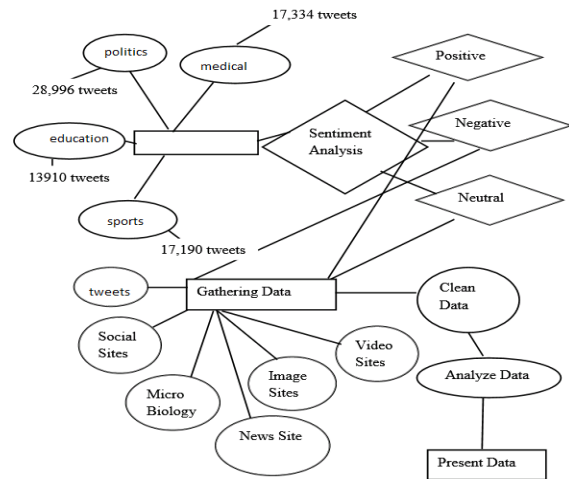 17,334 tweets
politics
medical
Positive
28,996 tweets
Sentiment
Analysis
Negative
education
13910 tweets
Neutral
sports
17,190 tweets
tweets
Gathering Data
Clean
Data
Social
Sites
Video
Sites
Micro
Biology
Image
Sites
Analyze Data
News Site
Present Data